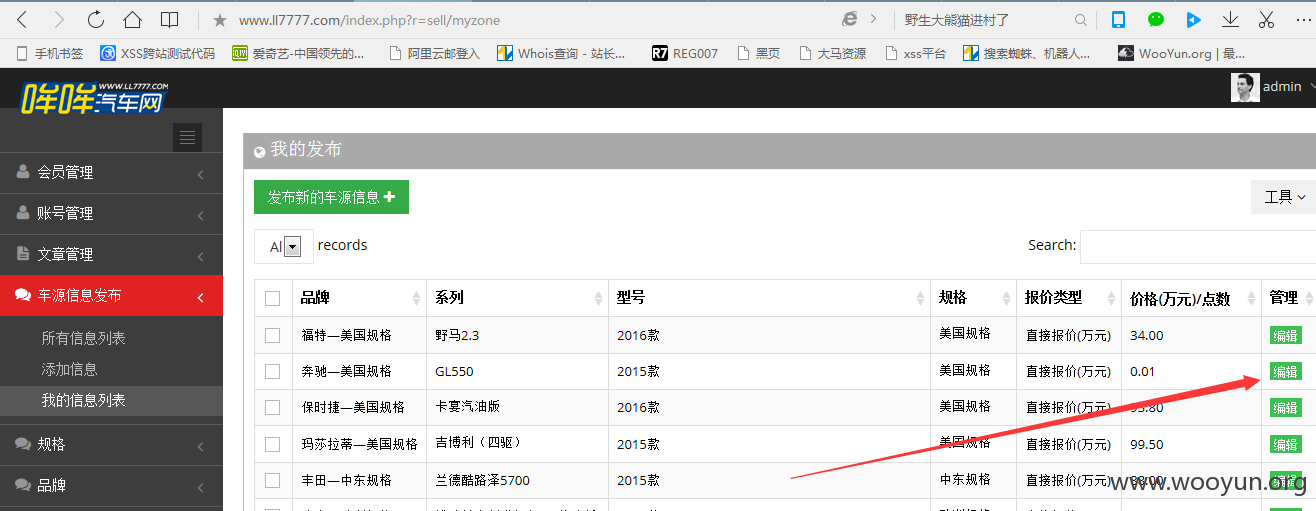 www.ll7777.com/index.php?r=sell/myzone 野生大熊猫进村了
手机书签 XSS跨站测试代码 爱奇艺-中国领先的... 阿里云邮登入 Whois查询 - 站长... R7 REG007 黑页 大马资源 xss平台 搜索蜘蛛、机器人... WooYun.org | 最...
哞哞汽车网 WWW.LL7777.COM admin
我的发布
会员管理
发布新的车源信息 工具
账号管理
Al records Search:
文章管理
车源信息发布
品牌 系列 型号 规格 报价类型 价格(万元)/点数 管理
所有信息列表
福特—美国规格 野马2.3 2016款 美国规格 直接报价(万元) 34.00 编辑
添加信息
奔驰—美国规格 GL550 2015款 美国规格 直接报价(万元) 0.01 编辑
我的信息列表
保时捷—美国规格 卡宴汽油版 2016款 美国规格 直接报价(万元) 93.80 编辑
规格
玛莎拉蒂—美国规格 吉博利（四驱） 2015款 美国规格 直接报价(万元) 99.50 编辑
品牌
丰田—中东规格 兰德酷路泽5700 2015款 中东规格 直接报价(万元) 编辑
www.wooyun.org